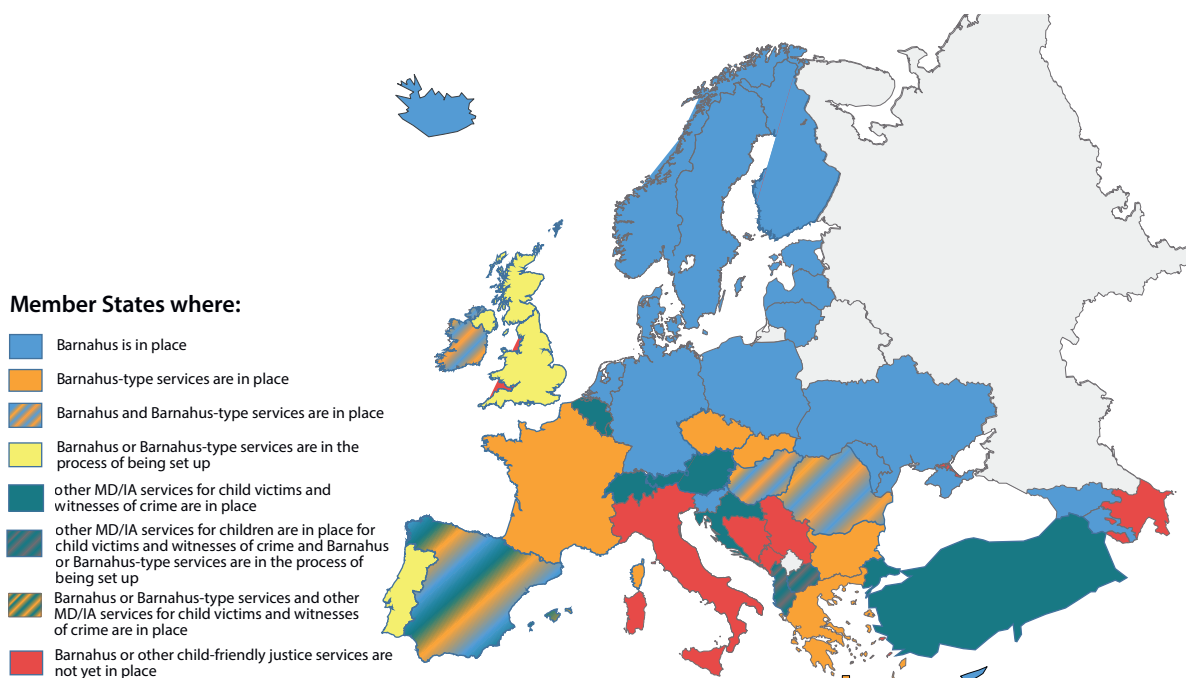 Member States where:
Barnahus is in place
Barnahus-type services are in place
Barnahus and Barnahus-type services are in place
Barnahus or Barnahus-type services are in the
process of being set up
other MD/IA services for child victims and
witnesses of crime are in place
other MD/IA services for children are in place for
child victims and witnesses of crime and Barnahus
or Barnahus-type services are in the process of
being set up
Barnahus or Barnahus-type services and other
MD/IA services for child victims and witnesses
of crime are in place
Barnahus or other child-friendly justice services are
not yet in place